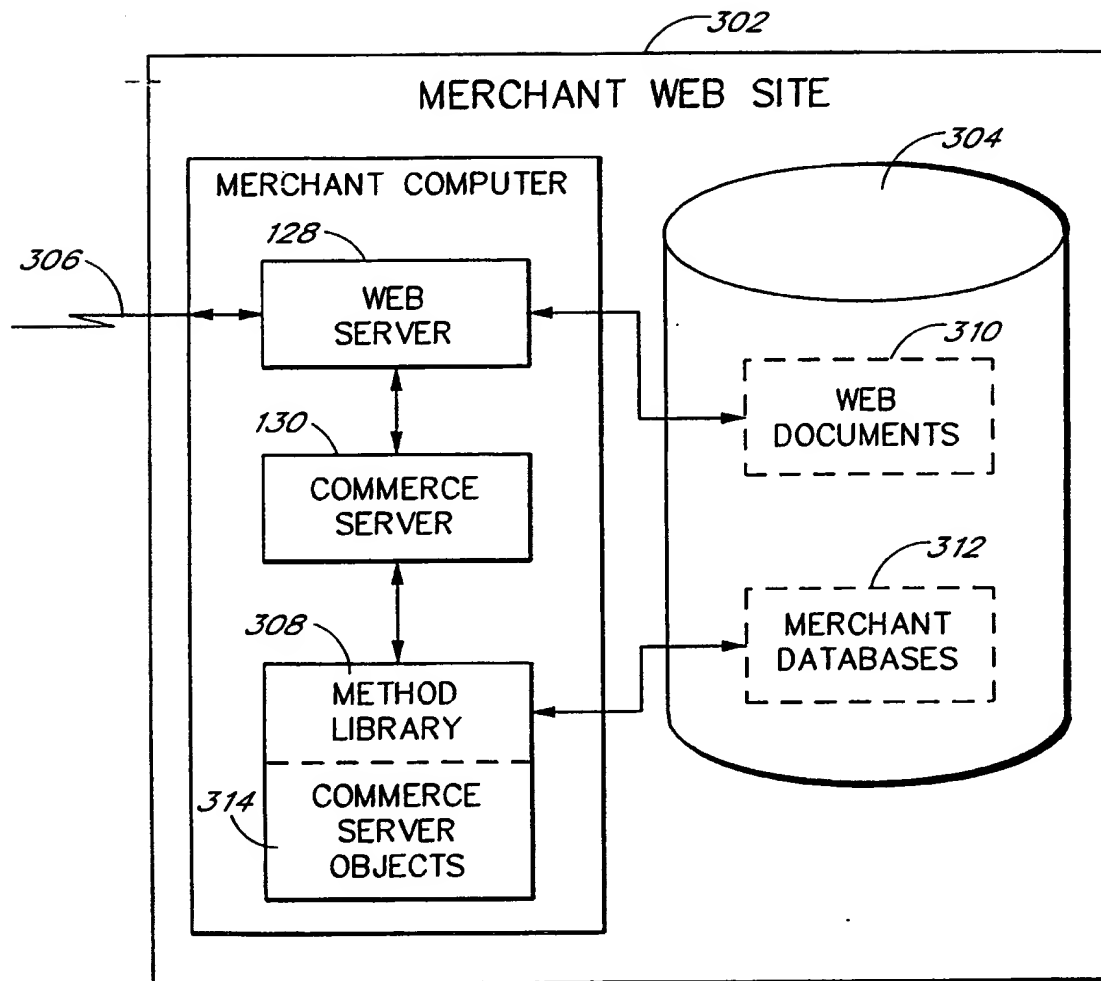 302
MERCHANT WEB SITE
304
MERCHANT COMPUTER
128
306
WEB
SERVER
310
WEB
DOCUMENTS
130
COMMERCE
SERVER
312
MERCHANT
DATABASES
308
METHOD
LIBRARY
314
COMMERCE
SERVER
OBJECTS